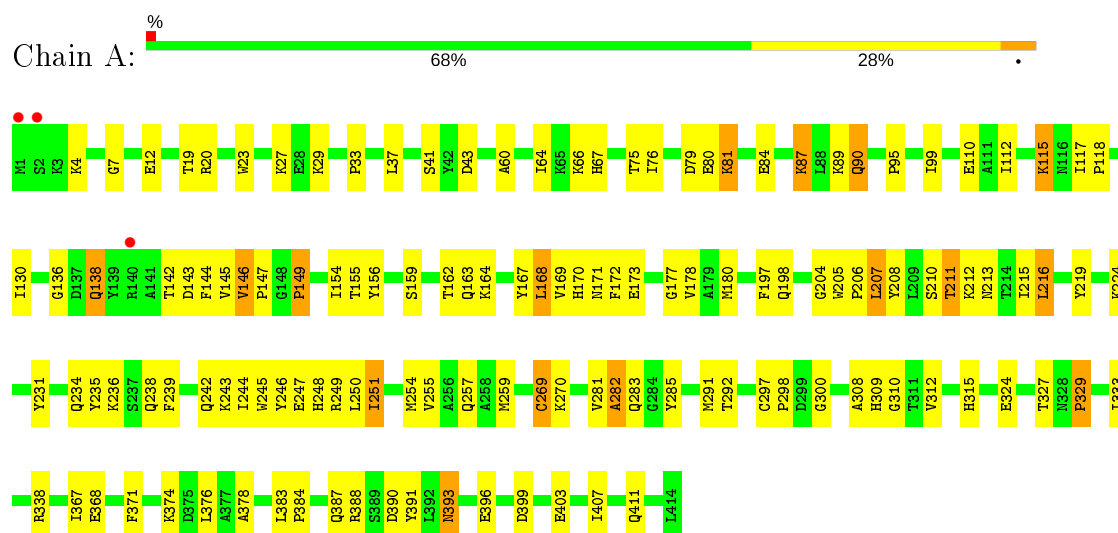 %
Chain A:
68% 28% •
M1 S2 K3 K4 G7 E12 T19 R20 W23 K27 E28 K29 P33 L37 S41 Y42 D43 A60 I64 K65 K66 H67 T75 I76 D79 E80 K81 E84 K87 L88 K89 Q90 P95 I99 E110 A111 I112 K115 N116 I117 P118
I130 G136 D137 Q138 Y139 R140 A141 T142 D143 F144 V145 V146 P147 G148 P149 I154 T155 Y156 S159 T162 Q163 K164 Y167 L168 V169 H170 N171 F172 E173 G177 V178 A179 M180 F197 Q198 G204 W205 P206 L207 Y208 L209 S210 T211 K212 N213 T214 I215 L216 Y219 K224
Y231 Q234 Y235 K236 S237 Q238 F239 Q242 K243 I244 W245 Y246 E247 H248 R249 L250 I251 M254 V255 A256 Q257 A258 M259 C269 K270 V281 A282 Q283 G284 Y285 M291 T292 C297 P298 D299 G300 A308 H309 G310 T311 V312 H315 E324 T327 N328 P329 I333
R338 I367 E368 F371 K374 D375 L376 A377 A378 L383 P384 Q387 R388 S389 D390 Y391 L392 N393 E396 D399 E403 I407 Q411 L414